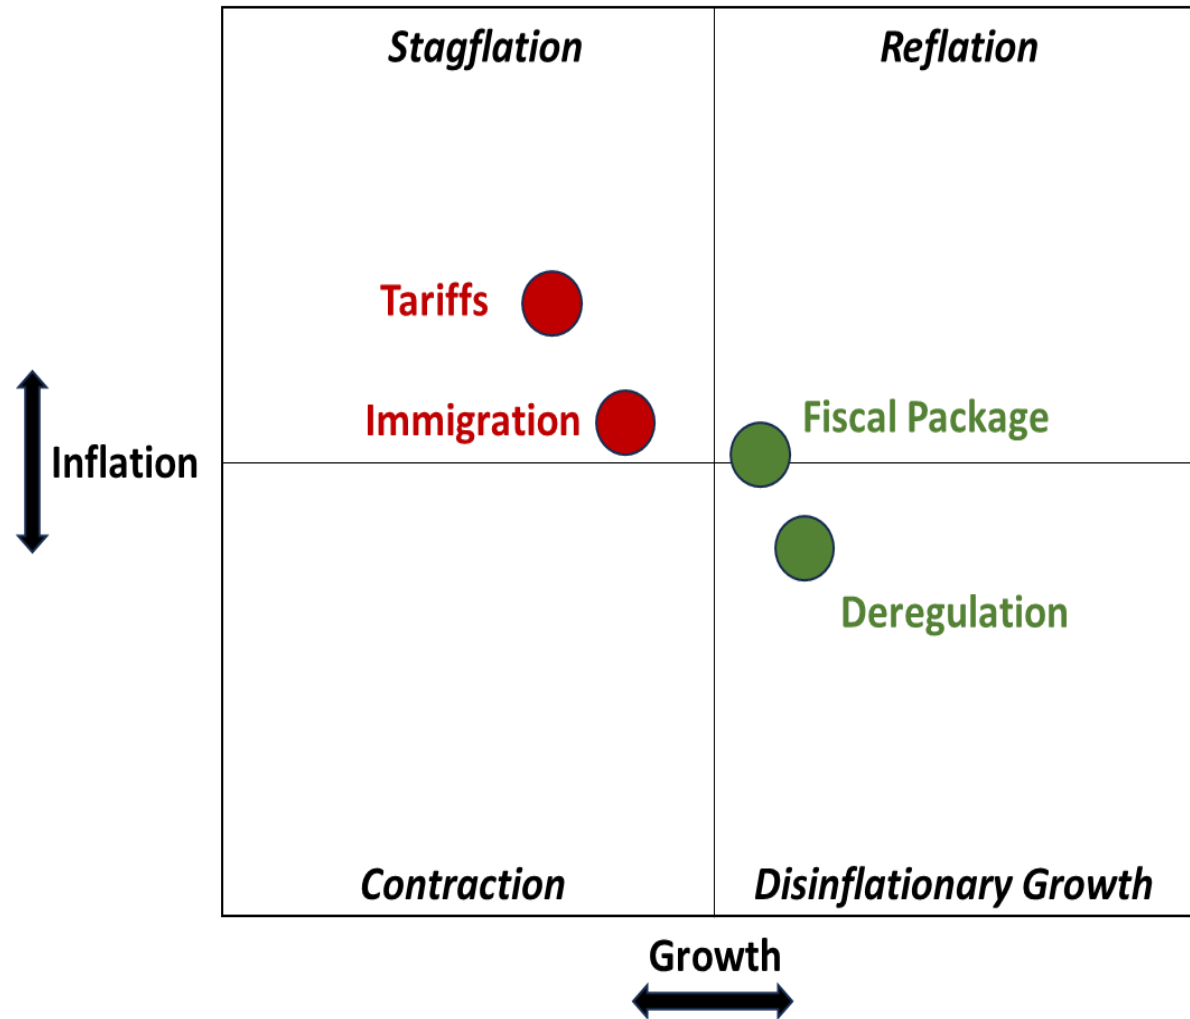 Stagflation
Reflation
Tariffs
Immigration
Fiscal Package
Inflation
Deregulation
Contraction
Disinflationary Growth
Growth